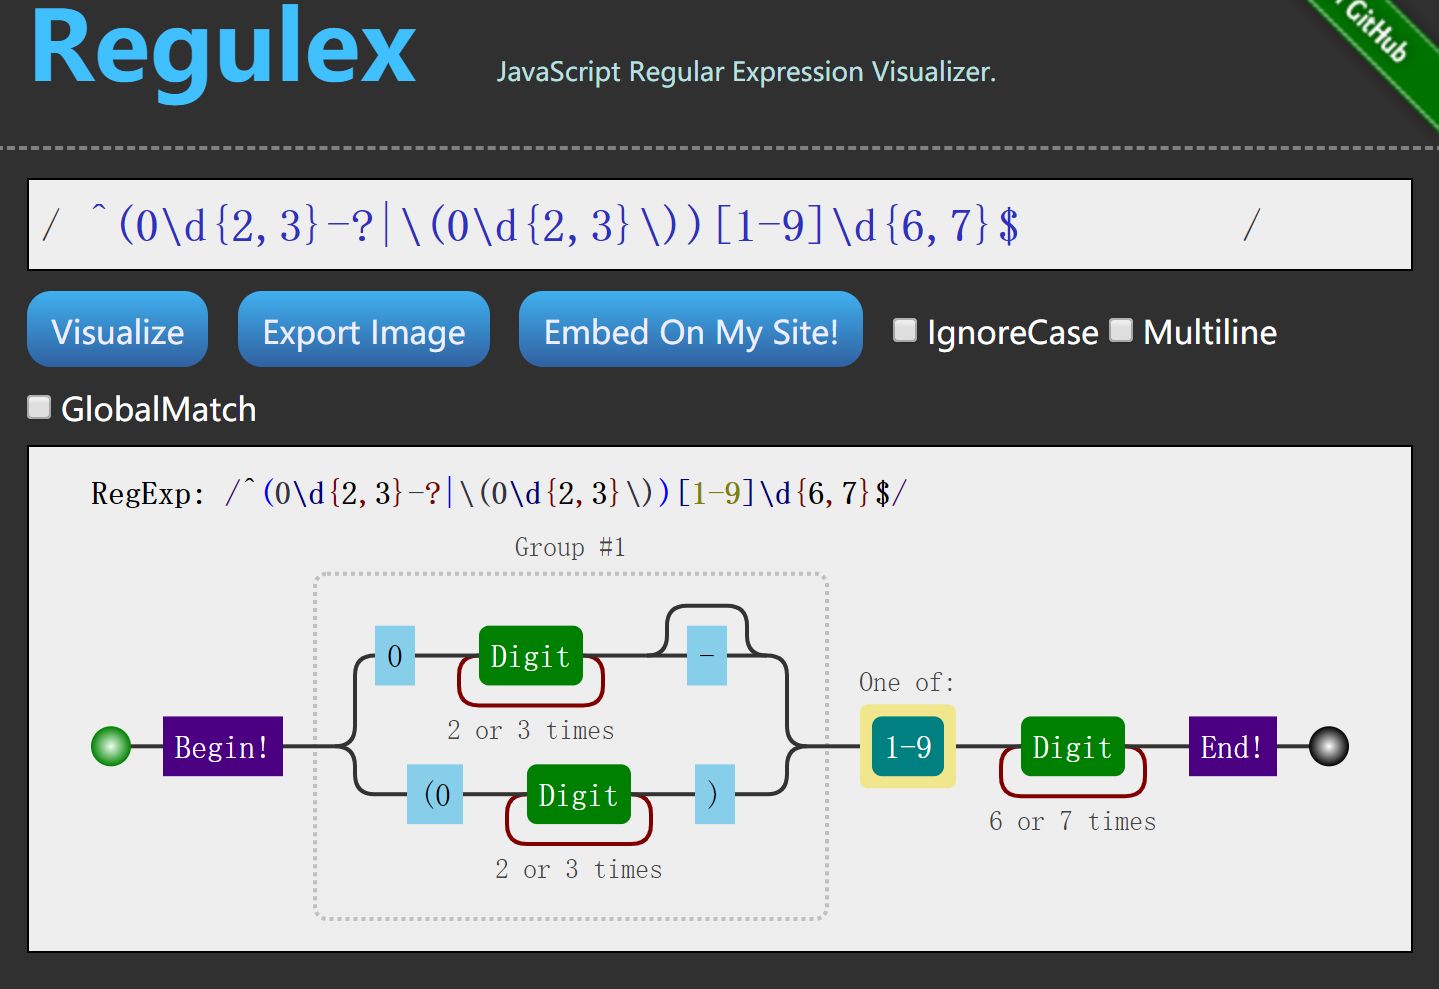 Regulex
JavaScript Regular Expression Visualizer.
GitHub
/ ^(0\d{2,3}-?|\(0\d{2,3}\))[1-9]\d{6,7}$ /
Visualize Export Image Embed On My Site! IgnoreCase Multiline
GlobalMatch
RegExp: /^(0\d{2,3}-?|\(0\d{2,3}\))[1-9]\d{6,7}$/
Group #1
0 Digit -
2 or 3 times
One of:
Begin! 1-9 Digit End!
(0 Digit )
6 or 7 times
2 or 3 times